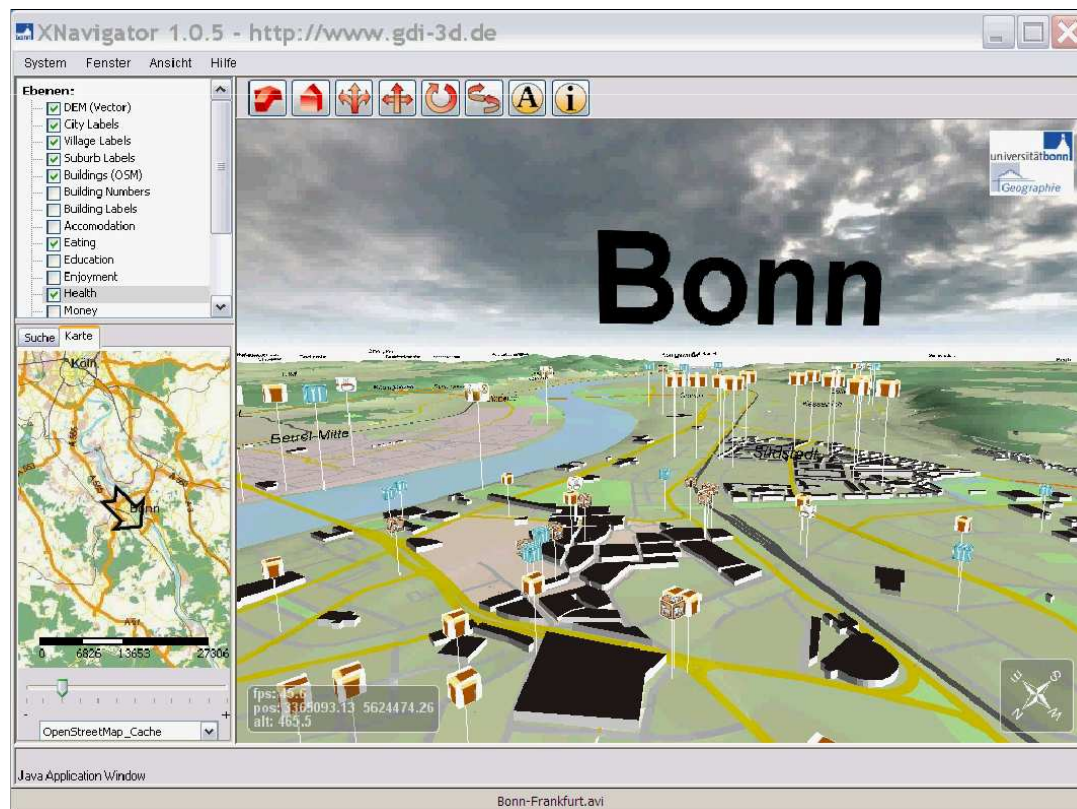 XNavigator 1.0.5 - http://www.gdi-3d.de
System Fenster Ansicht Hilfe
Ebenen:
DEM (Vector)
City Labels
Village Labels
Suburb Labels
Buildings (OSM)
Building Numbers
Building Labels
Accomodation
Eating
Education
Enjoyment
Health
Money
A i
universitätbonn
Geographie
Bonn
Beuel-Mitte
Südstadt
Kessenich
Suche Karte
Köln
Bonn
0 6826 13653 27306
- +
OpenStreetMap_Cache
fps: 45.6
pos: 3365093.13 5624474.26
alt: 465.5
E S
N W
Java Application Window
Bonn-Frankfurt.avi